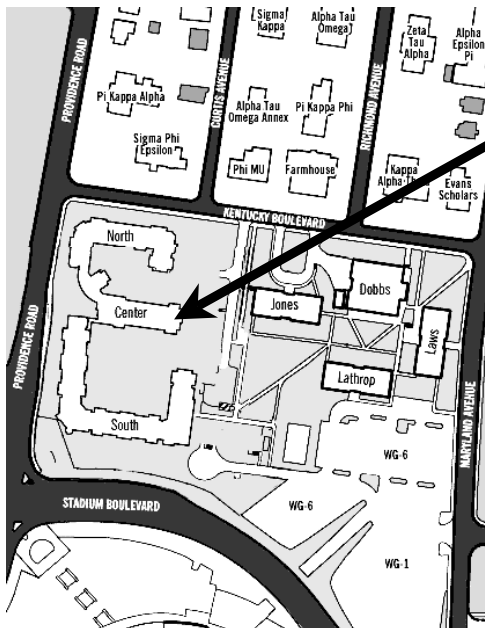 Sigma
Kappa
Alpha Tau
Omega
Zeta
Tau
Alpha
Alpha
Epsilon
Pi
PROVIDENCE ROAD
CURTIS AVENUE
RICHMOND AVENUE
Pi Kappa Alpha
Alpha Tau
Omega Annex
Pi Kappa Phi
Sigma Phi
Epsilon
Phi MU
Farmhouse
Kappa
Evans
Scholars
KENTUCKY BOULEVARD
North
Center
Jones
Dobbs
Laws
Lathrop
South
PROVIDENCE ROAD
MARYLAND AVENUE
WG-6
WG-6
STADIUM BOULEVARD
WG-1